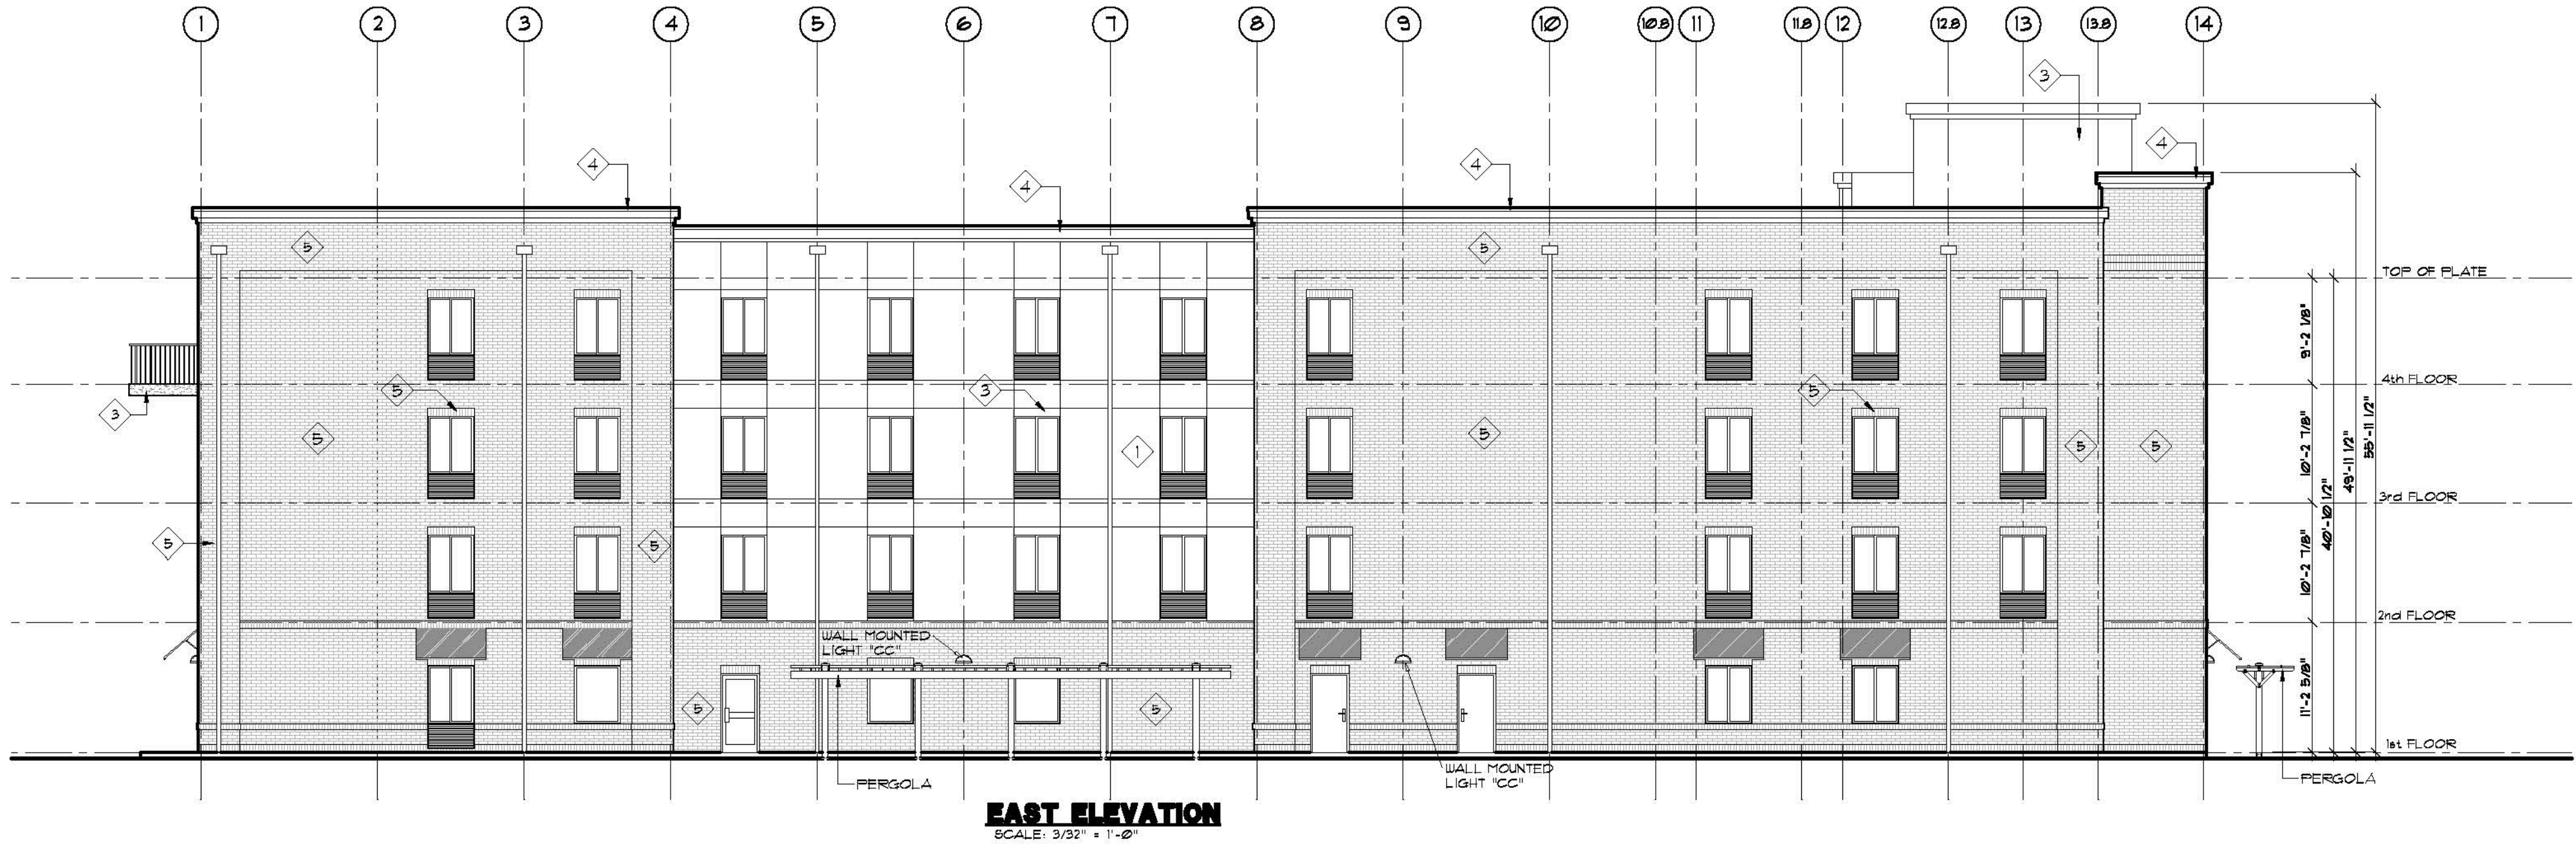 1 2 3 4 5 6 7 8 9 10 10.8 11 11.8 12 12.8 13 13.8 14
3
4
4
4
4
5
5
TOP OF PLATE
9'-2 1/8"
4th FLOOR
3
5
3
5
5
5
1
5
5
5
10'-2 7/8"
40'-10 1/2"
49'-11 1/2"
55'-11 1/2"
3rd FLOOR
5
5
10'-2 7/8"
2nd FLOOR
WALL MOUNTED
LIGHT "CC"
5
5
11'-2 5/8"
1st FLOOR
PERGOLA
WALL MOUNTED
LIGHT "CC"
PERGOLA
EAST ELEVATION
SCALE: 3/32" = 1'-0"